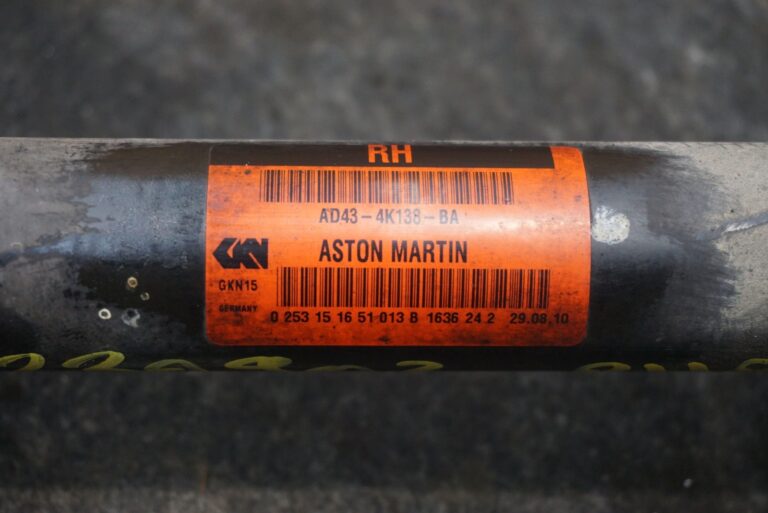 RH
AD43-4K138-BA
GKN
ASTON MARTIN
GKN15
GERMANY
0 253 15 16 51 013 8 1636 24 2 29.08.10